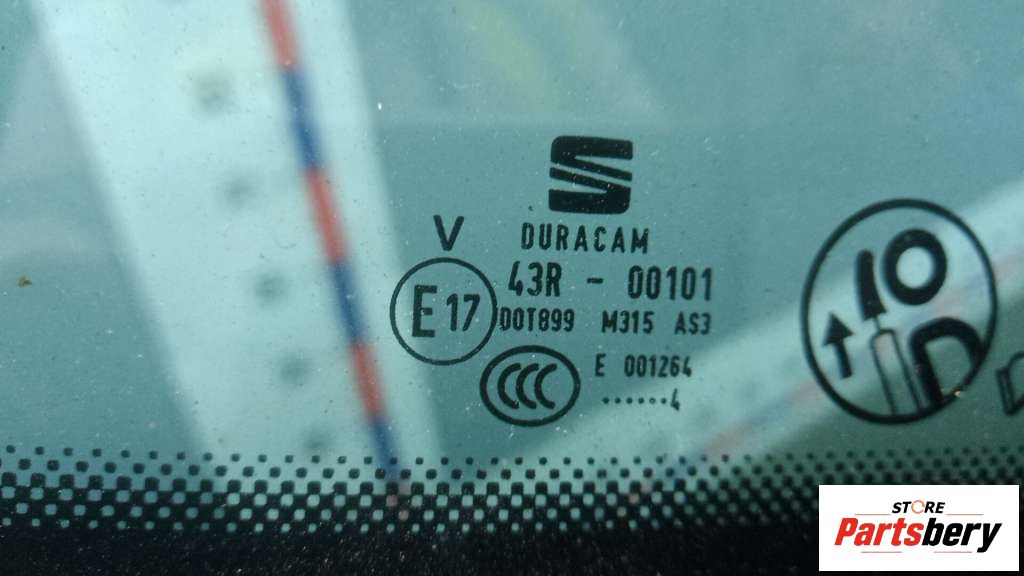 V
DURACAM
43R - 00101
E 17
DOT899 M315 AS3
CCC
E 001264
......4
STORE
Partsbery